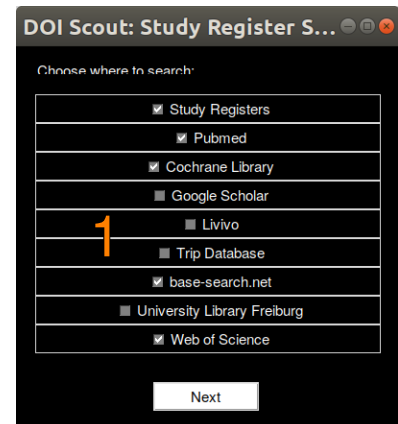 DOI Scout: Study Register S...
Choose where to search:
Study Registers
Pubmed
Cochrane Library
Google Scholar
Livivo
1
Trip Database
base-search.net
University Library Freiburg
Web of Science
Next